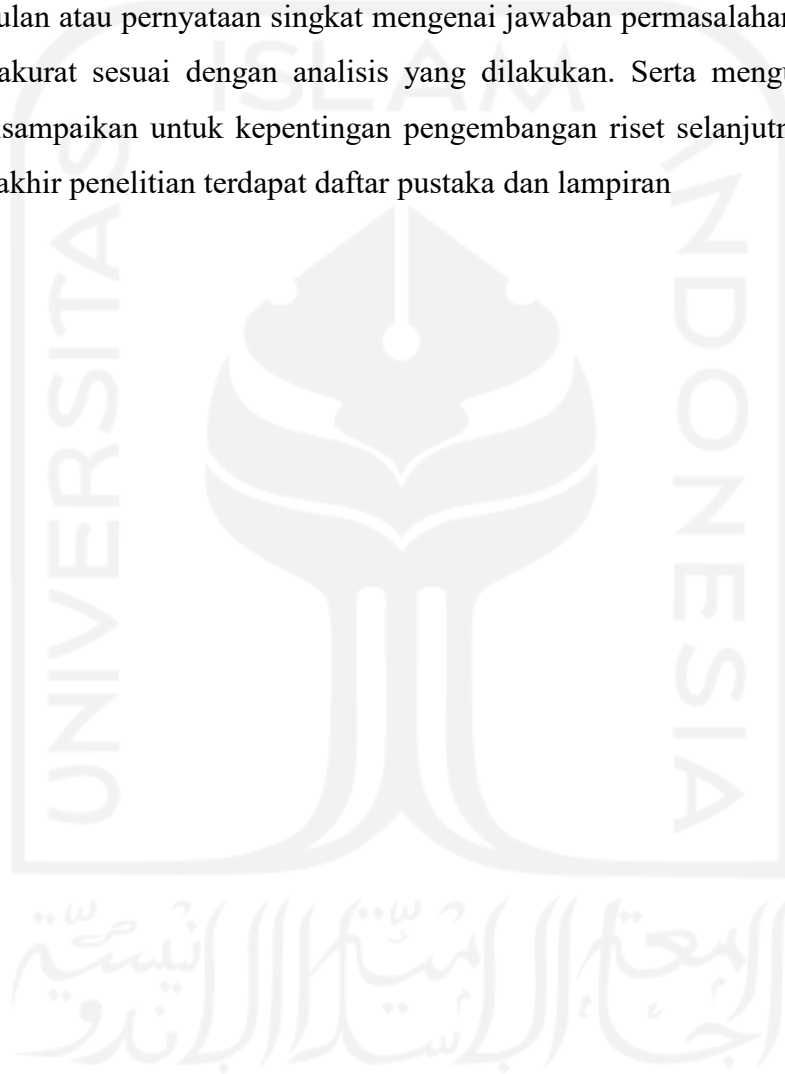 ulan atau pernyataan singkat mengenai jawaban permasalahan
akurat sesuai dengan analisis yang dilakukan. Serta mengu
sampaikan untuk kepentingan pengembangan riset selanjutn
akhir penelitian terdapat daftar pustaka dan lampiran
ISLAM
UNIVERSITAS
INDONESIA